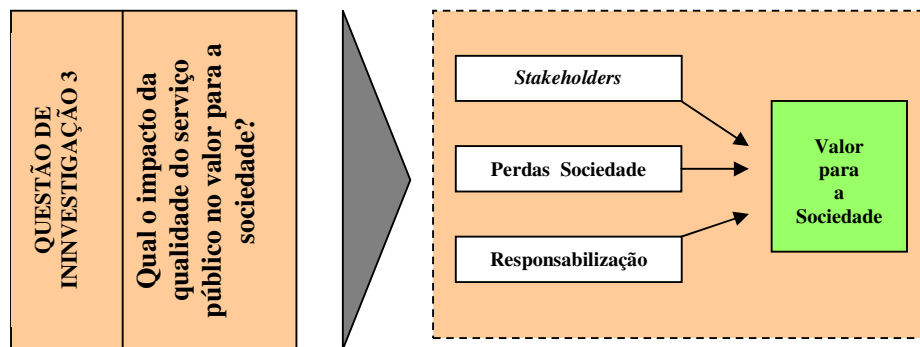 QUESTÃO DE
ININVESTIGAÇÃO 3
Qual o impacto da
qualidade do serviço
público no valor para a
sociedade?
Stakeholders
Perdas Sociedade
Responsabilização
Valor
para
a
Sociedade